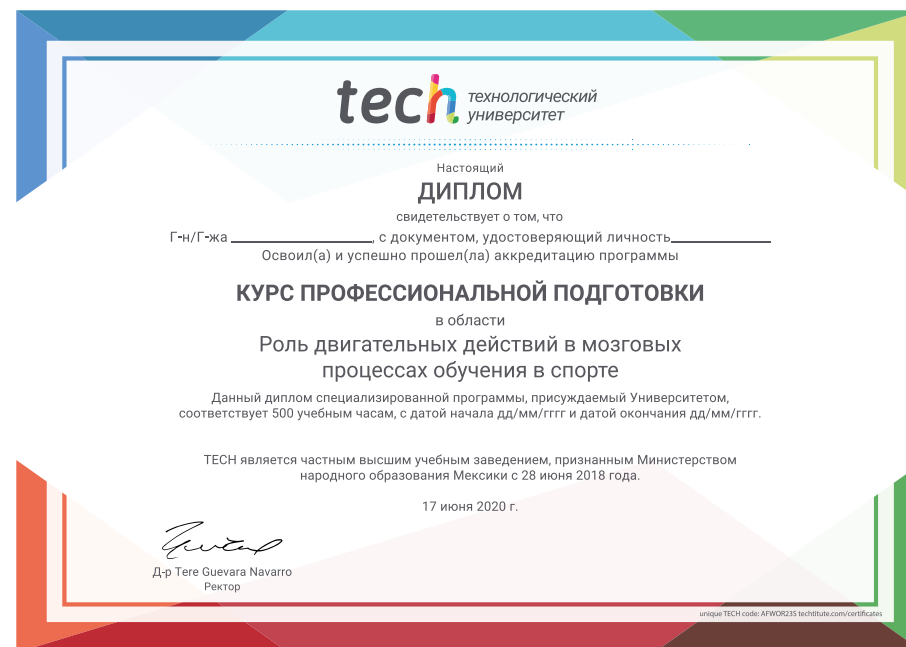 tech технологический
университет
Настоящий
ДИПЛОМ
свидетельствует о том, что
Г-н/Г-жа ____________________, с документом, удостоверяющий личность______________
Освоил(а) и успешно прошел(ла) аккредитацию программы
КУРС ПРОФЕССИОНАЛЬНОЙ ПОДГОТОВКИ
в области
Роль двигательных действий в мозговых
процессах обучения в спорте
Данный диплом специализированной программы, присуждаемый Университетом,
соответствует 500 учебным часам, с датой начала дд/мм/гггг и датой окончания дд/мм/гггг.
TECH является частным высшим учебным заведением, признанным Министерством
народного образования Мексики с 28 июня 2018 года.
17 июня 2020 г.
Д-р Tere Guevara Navarro
Ректор
unique TECH code: AFWOR235 techtitute.com/certificates